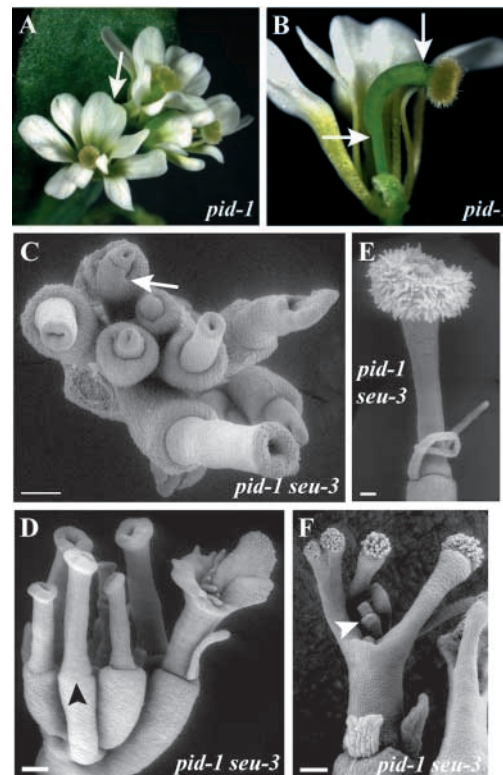 A
pid-1
B
pid-
C
pid-1 seu-3
E
pid-1
seu-3
D
pid-1 seu-3
F
pid-1 seu-3